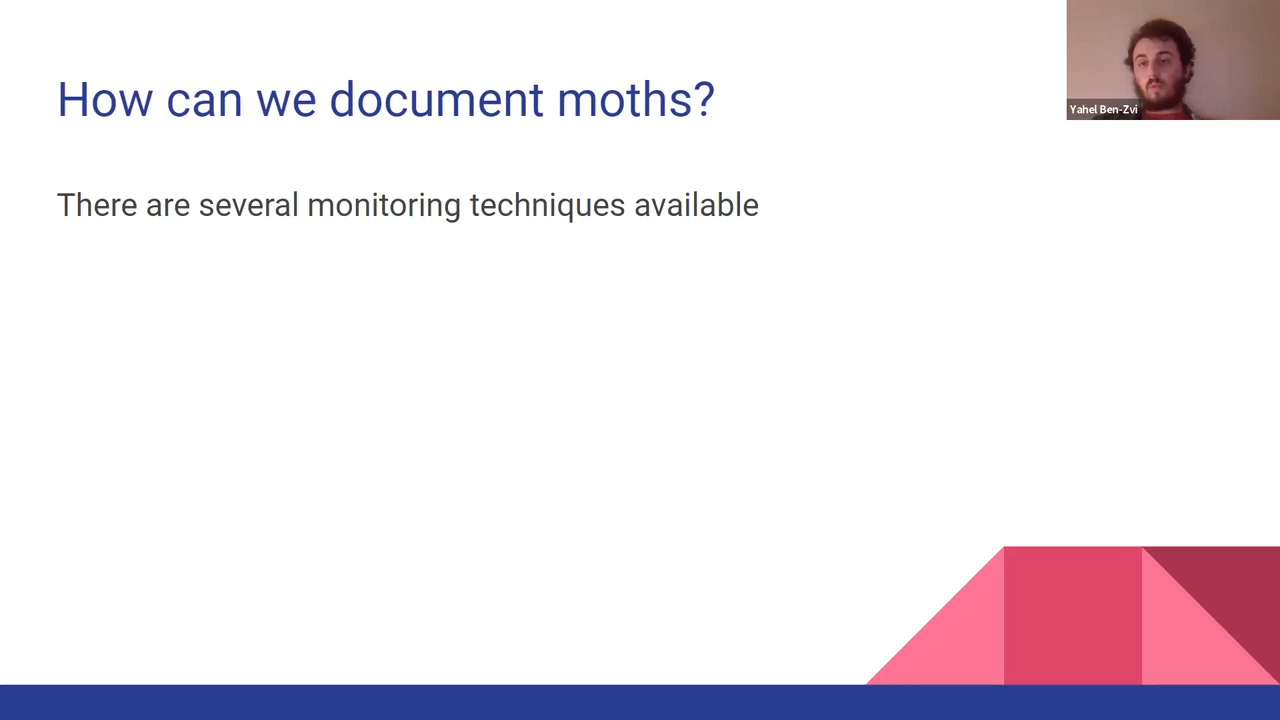 How can we document moths?
Yahel Ben-Zvi
There are several monitoring techniques available